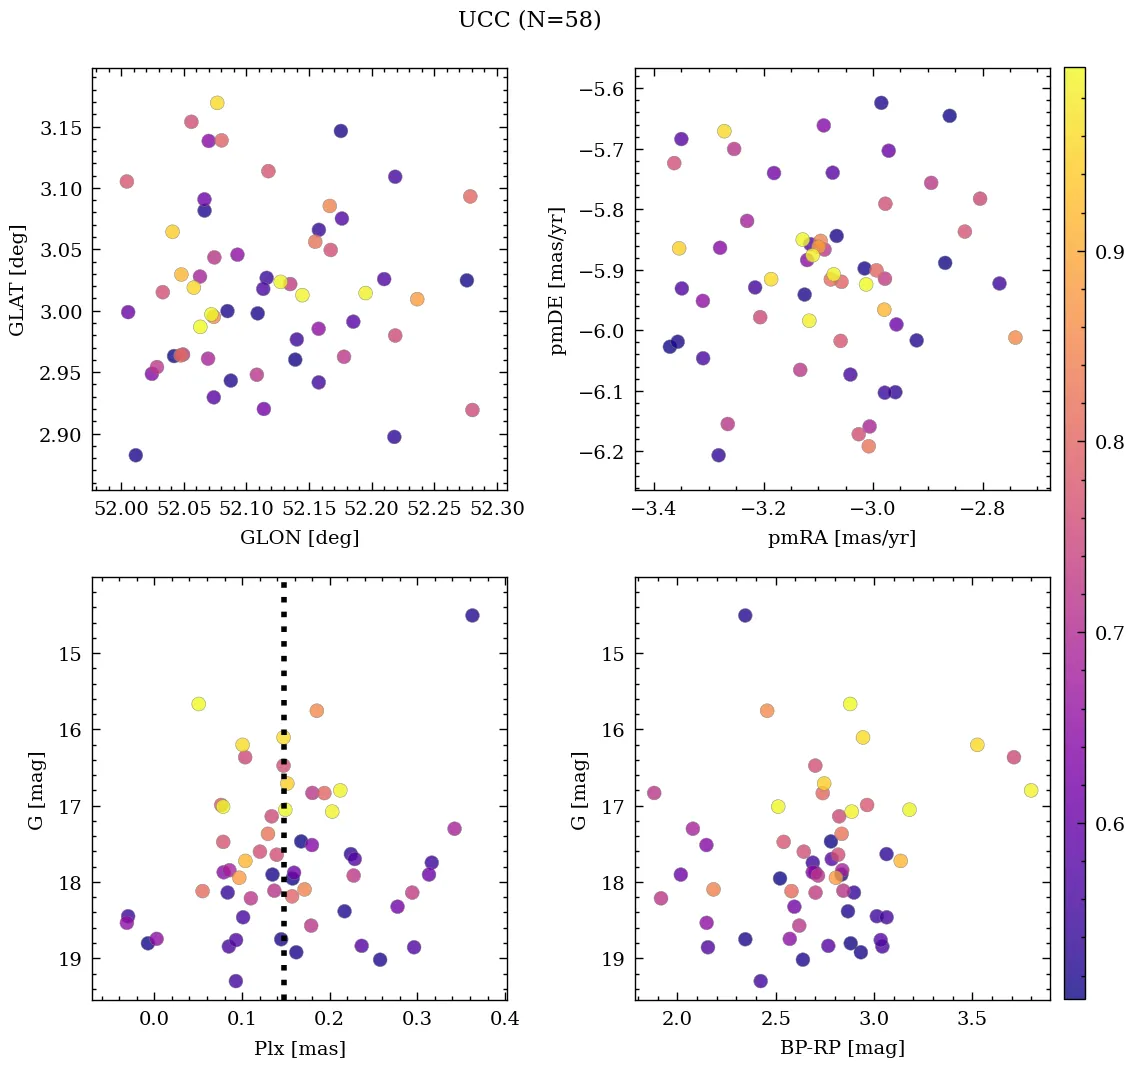 UCC (N=58)
3.15
3.10
3.05
3.00
2.95
2.90
GLAT [deg]
52.00 52.05 52.10 52.15 52.20 52.25 52.30
GLON [deg]
−5.6
−5.7
−5.8
−5.9
−6.0
−6.1
−6.2
pmDE [mas/yr]
−3.4 −3.2 −3.0 −2.8
pmRA [mas/yr]
0.9
0.8
0.7
0.6
15
16
17
18
19
G [mag]
0.0 0.1 0.2 0.3 0.4
Plx [mas]
15
16
17
18
19
G [mag]
2.0 2.5 3.0 3.5
BP-RP [mag]